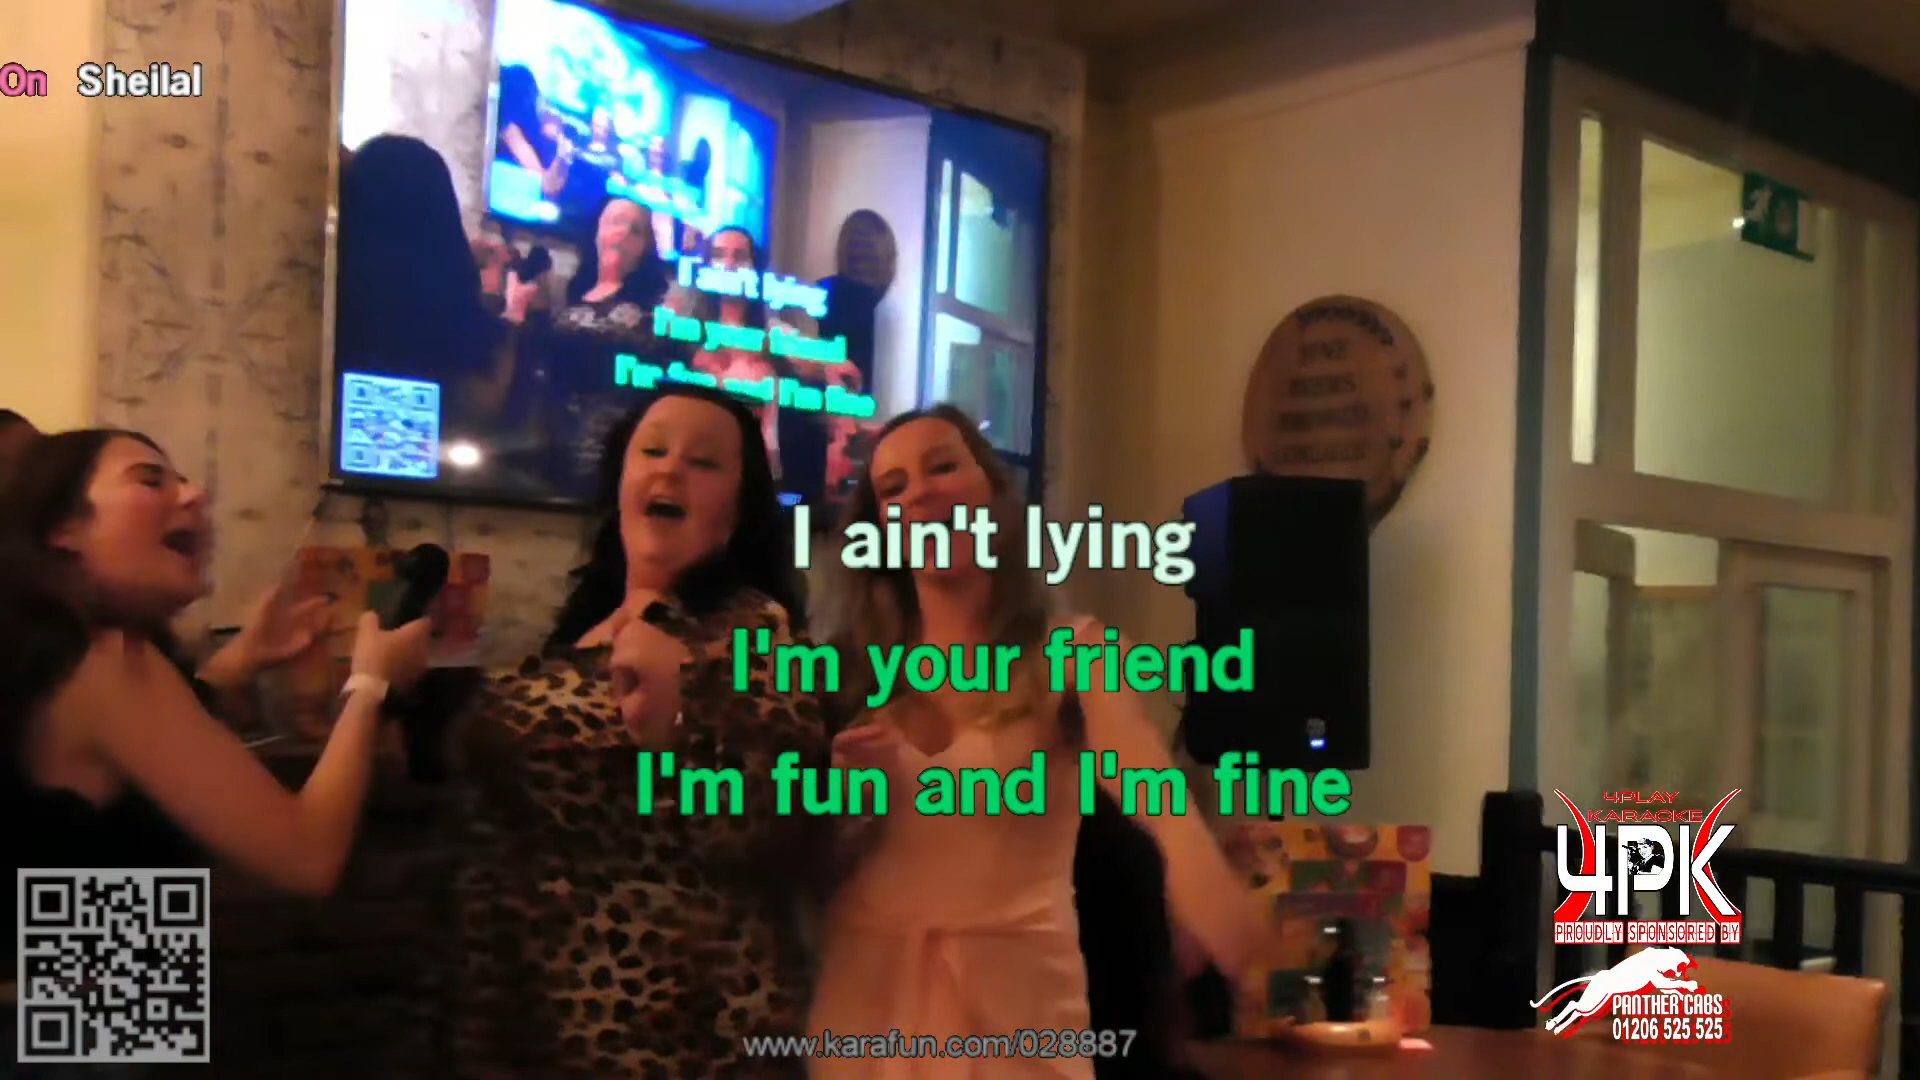 On Sheilal
I ain't lying
I'm your friend
I'm fun and I'm fine
I ain't lying
I'm your friend
I'm fun and I'm fine
4PLAY
KARAOKE
4PK
PROUDLY SPONSORED BY
PANTHER CABS
01206 525 525
www.karafun.com/028887